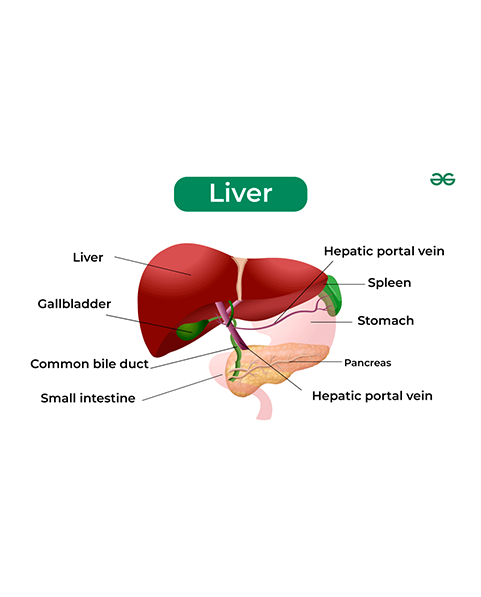 Liver
Liver
Gallbladder
Common bile duct
Small intestine
Hepatic portal vein
Spleen
Stomach
Pancreas
Hepatic portal vein